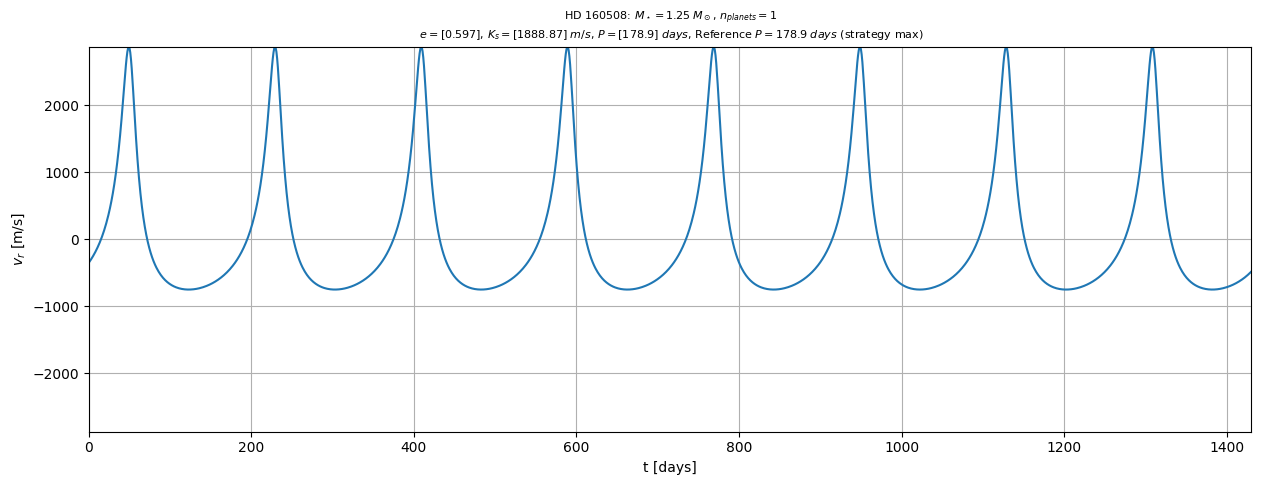 HD 160508: $M_\star = 1.25\ M_\odot$, $n_{planets} = 1$
$e = [0.597]$, $K_s = [1888.87]\ m/s$, $P = [178.9]\ days$, Reference $P = 178.9\ days$ (strategy max)
2000
1000
0
−1000
−2000
$v_r$ [m/s]
0 200 400 600 800 1000 1200 1400
t [days]